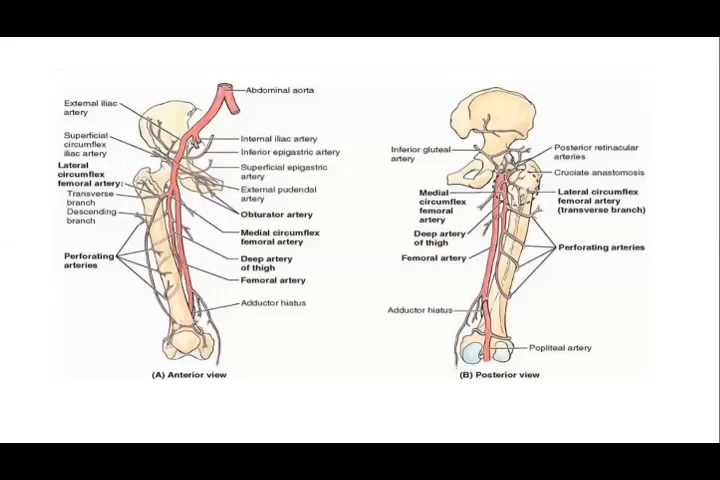 Abdominal aorta
External iliac
artery
Superficial
circumflex
iliac artery
Lateral
circumflex
femoral artery:
Transverse
branch
Descending
branch
Perforating
arteries
Internal iliac artery
Inferior epigastric artery
Superficial epigastric
artery
External pudendal
artery
Obturator artery
Medial circumflex
femoral artery
Deep artery
of thigh
Femoral artery
Adductor hiatus
(A) Anterior view
Inferior gluteal
artery
Medial
circumflex
femoral
artery
Deep artery
of thigh
Femoral artery
Adductor hiatus
Posterior retinacular
arteries
Cruciate anastomosis
Lateral circumflex
femoral artery
(transverse branch)
Perforating arteries
Popliteal artery
(B) Posterior view